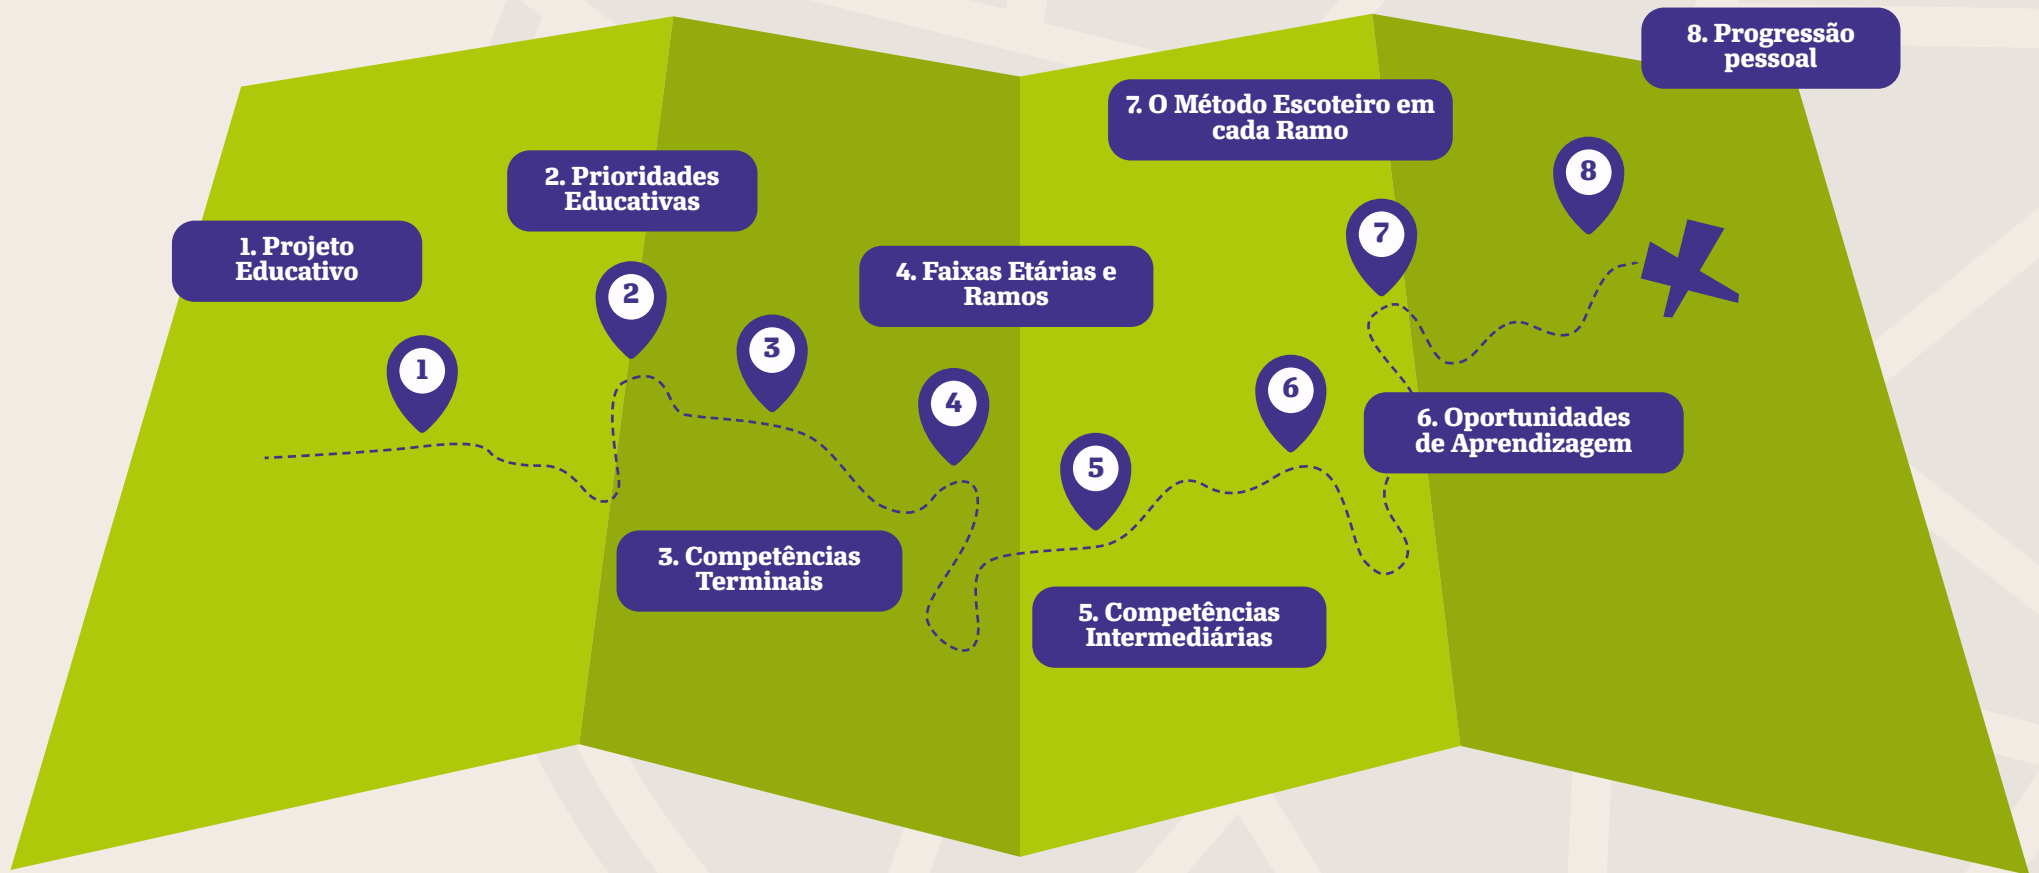 1. Projeto
Educativo
2. Prioridades
Educativas
3. Competências
Terminais
4. Faixas Etárias e
Ramos
5. Competências
Intermediárias
6. Oportunidades
de Aprendizagem
7. O Método Escoteiro em
cada Ramo
8. Progressão
pessoal
1
2
3
4
5
6
7
8